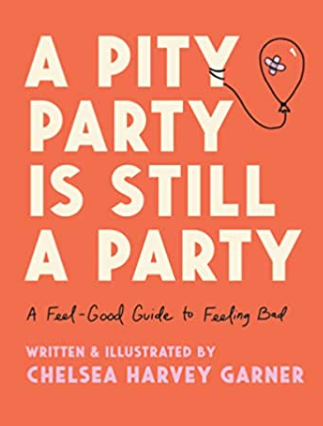 A PITY
PARTY
IS STILL
A PARTY
A Feel-Good Guide to Feeling Bad
WRITTEN & ILLUSTRATED BY
CHELSEA HARVEY GARNER